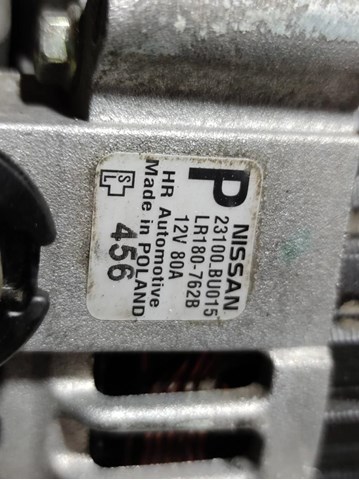 P NISSAN
23100.BU015
LR180-762B
12V 80A
HR Automotive
Made in POLAND
S L 456